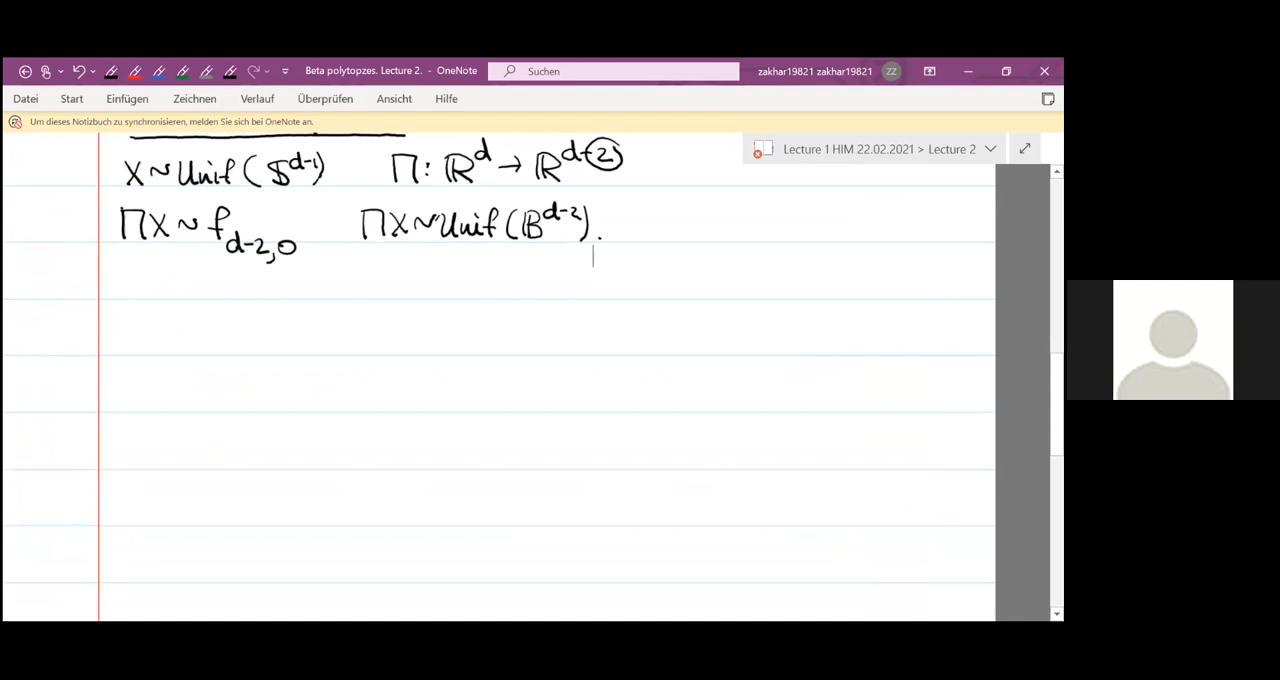 Beta polytopzes. Lecture 2. - OneNote
Suchen
zakhar19821 zakhar19821
ZZ
Datei Start Einfügen Zeichnen Verlauf Überprüfen Ansicht Hilfe
Um dieses Notizbuch zu synchronisieren, melden Sie sich bei OneNote an.
Lecture 1 HIM 22.02.2021 > Lecture 2
X ~ Unif (𝕊^{d-1}) Π : ℝ^d → ℝ^{d-2}
ΠX ~ f_{d-2,0} ΠX ~ Unif (𝔹^{d-2}).